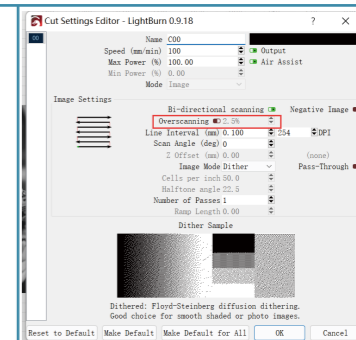 Cut Settings Editor - LightBurn 0.9.18 ? X
00
Name C00
Speed (mm/min) 100 Output
Max Power (%) 100.00 Air Assist
Min Power (%) 0.00
Mode Image
Image Settings
Bi-directional scanning Negative Image
Overscanning 2.5%
Line Interval (mm) 0.100 254 DPI
Scan Angle (deg) 0
Z Offset (mm) 0.00 (none)
Image Mode Dither Pass-Through
Cells per inch 50.0
Halftone angle 22.5
Number of Passes 1
Ramp Length 0.00
Dither Sample
Dithered: Floyd-Steinberg diffusion dithering.
Good choice for smooth shaded or photo images.
Reset to Default Make Default Make Default for All OK Cancel